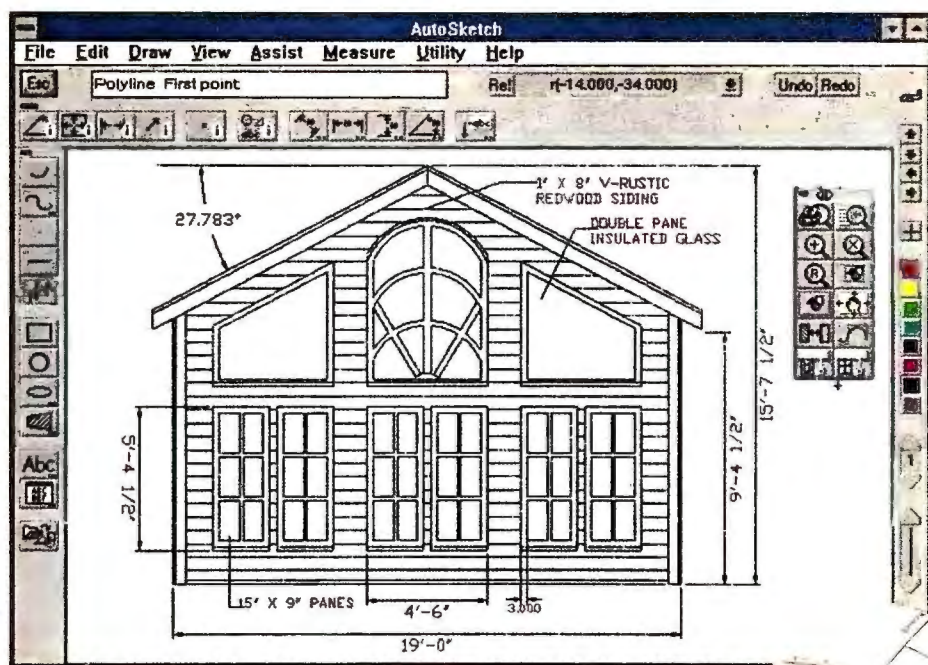 AutoSketch
File Edit Draw View Assist Measure Utility Help
Esc Polyline First point Ref r(-14.000,-34.000) Undo Redo
1" X 8" V-RUSTIC
REDWOOD SIDING
27.783°
DOUBLE PANE
INSULATED GLASS
15'-7 1/2"
9'-4 1/2"
5'-4 1/2"
Abc
15" X 9" PANES
4'-6"
3.000
19'-0"